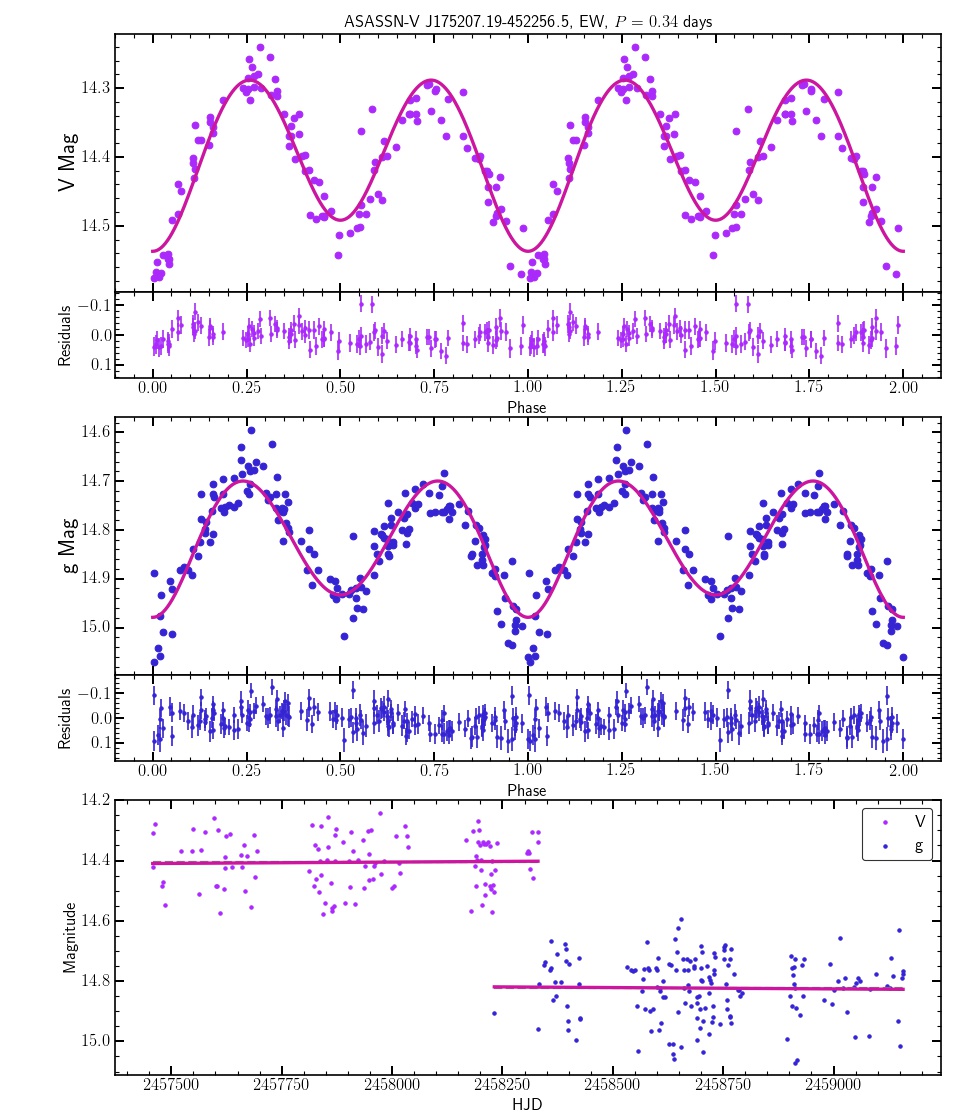 ASASSN-V J175207.19-452256.5, EW, P = 0.34 days
V Mag
14.3
14.4
14.5
Residuals
−0.1
0.0
0.1
0.00 0.25 0.50 0.75 1.00 1.25 1.50 1.75 2.00
Phase
g Mag
14.6
14.7
14.8
14.9
15.0
Residuals
−0.1
0.0
0.1
0.00 0.25 0.50 0.75 1.00 1.25 1.50 1.75 2.00
Phase
Magnitude
14.2
14.4
14.6
14.8
15.0
V
g
2457500 2457750 2458000 2458250 2458500 2458750 2459000
HJD